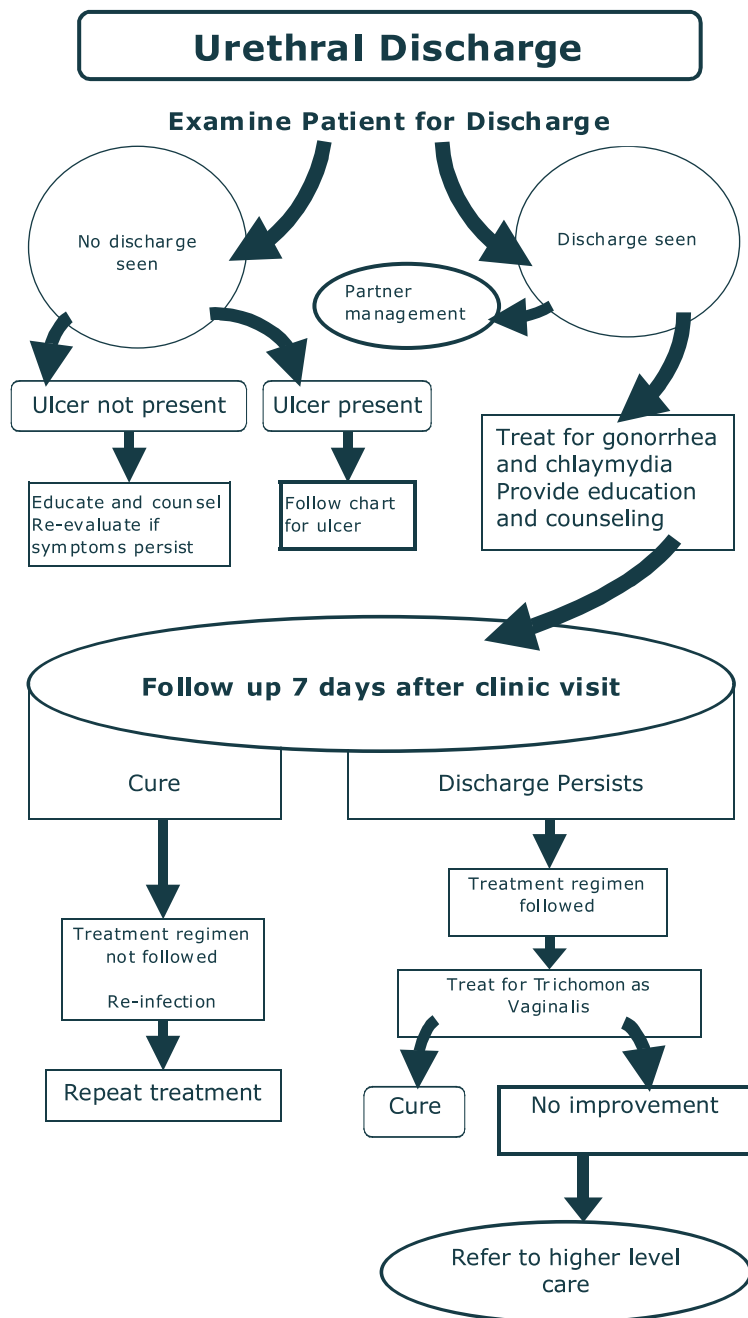 Urethral Discharge
Examine Patient for Discharge
No discharge
seen
Discharge seen
Partner
management
Ulcer not present
Ulcer present
Treat for gonorrhea
and chlaymydia
Provide education
and counseling
Educate and counsel
Re-evaluate if
symptoms persist
Follow chart
for ulcer
Follow up 7 days after clinic visit
Cure
Discharge Persists
Treatment regimen
not followed
Re-infection
Treatment regimen
followed
Treat for Trichomon as
Vaginalis
Repeat treatment
Cure
No improvement
Refer to higher level
care